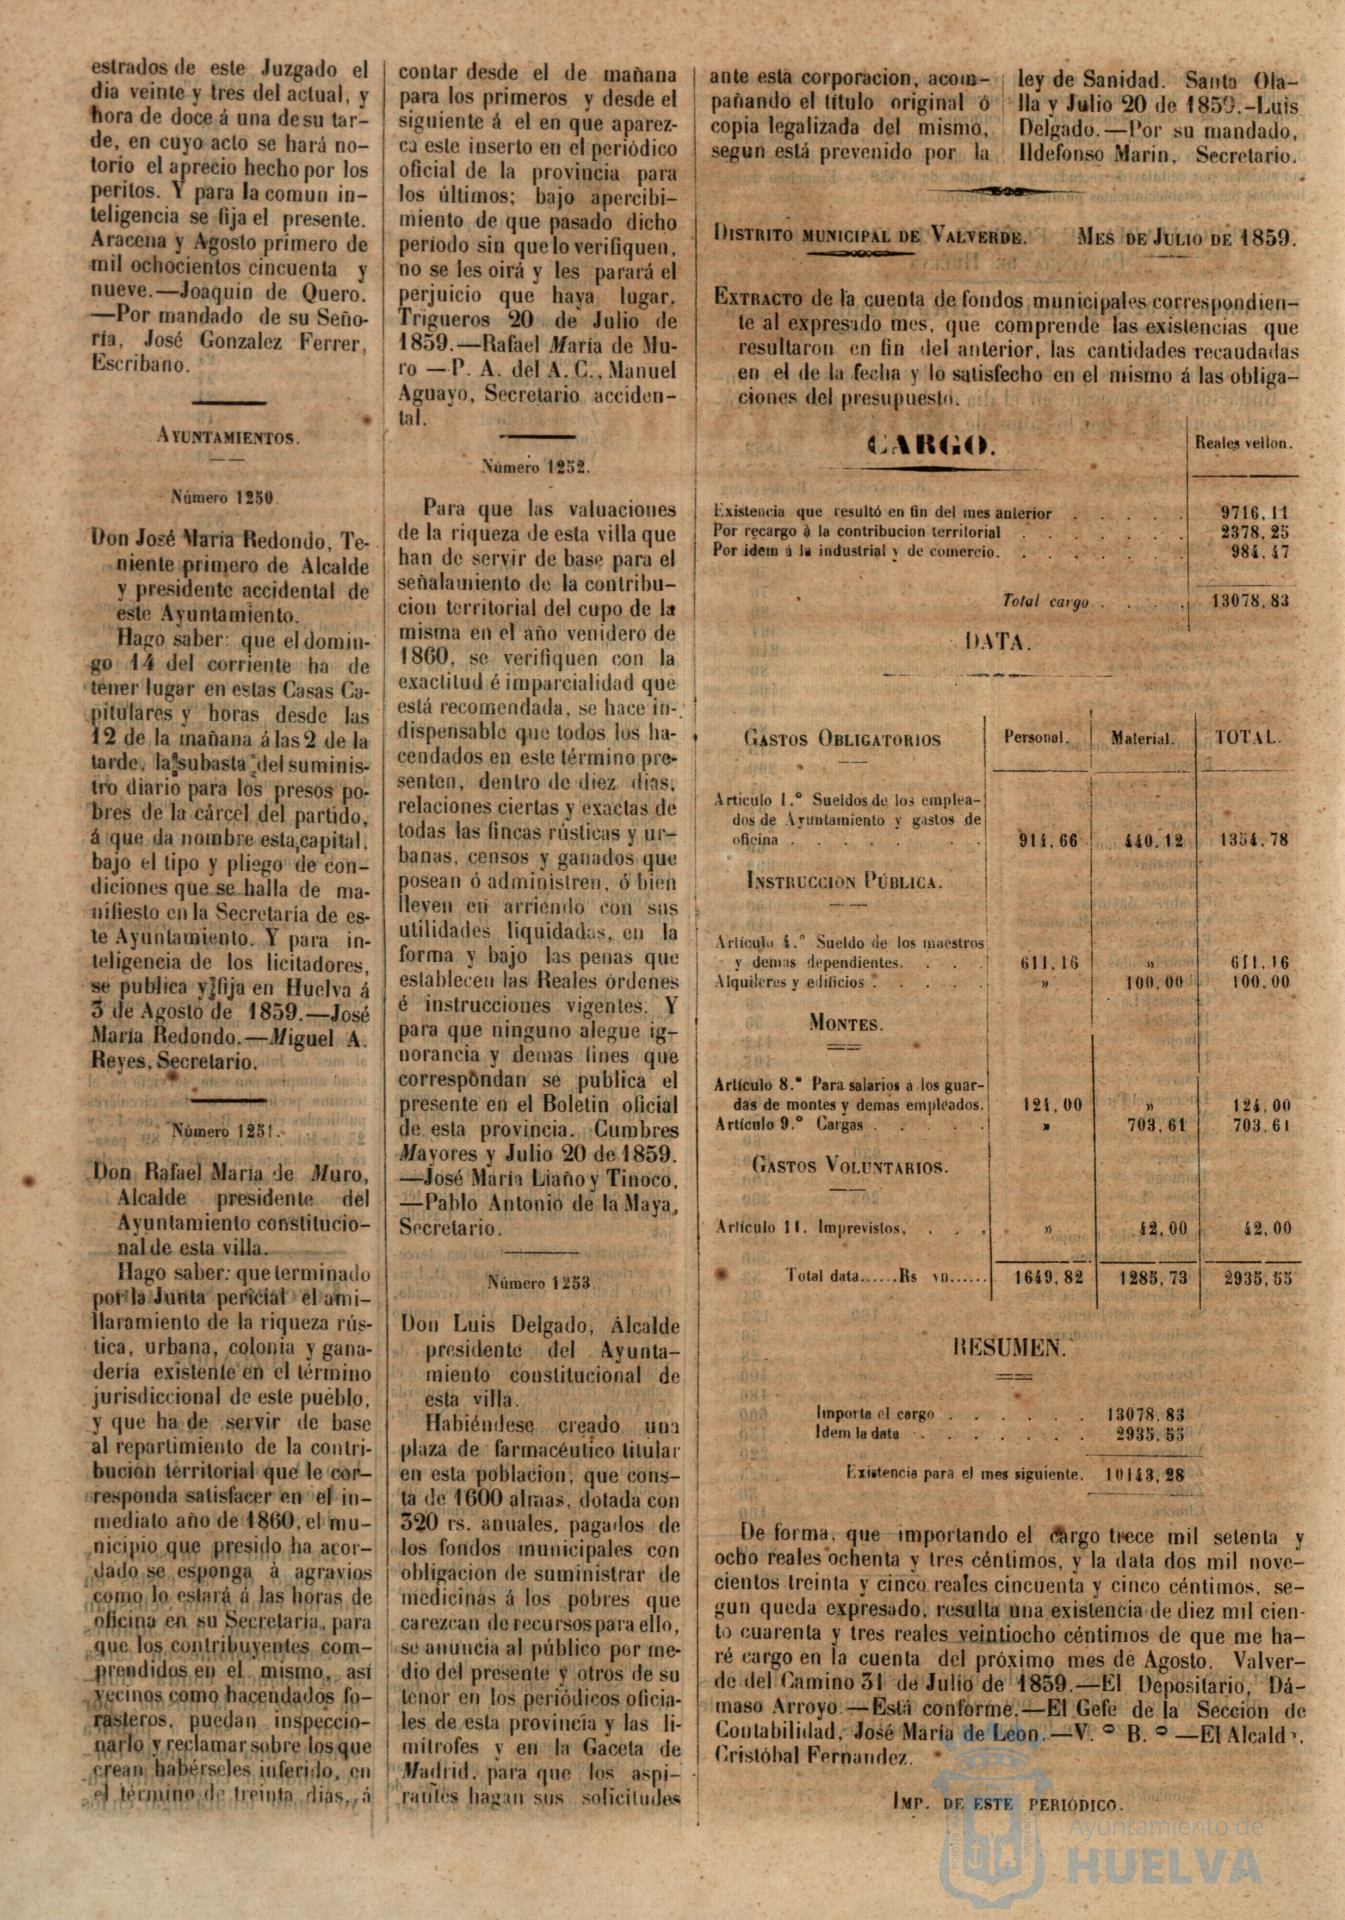 estrados de este Juzgado el
dia veinte y tres del actual, y
hora de doce á una de su tar-
de, en cuyo acto se hará no-
torio el aprecio hecho por los
peritos. Y para la comun in-
teligencia se fija el presente.
Aracena y Agosto primero de
mil ochocientos cincuenta y
nueve.—Joaquin de Quero.
—Por mandado de su Seño-
ría, José Gonzalez Ferrer,
Escribano.
AYUNTAMIENTOS.
Número 1250.
Don José Maria Redondo, Te-
niente primero de Alcalde
y presidente accidental de
este Ayuntamiento.
Hago saber: que el domin-
go 14 del corriente ha de
tener lugar en estas Casas Ca-
pitulares y horas desde las
12 de la mañana á las 2 de la
tarde, la subasta del suminis-
tro diario para los presos po-
bres de la cárcel del partido,
á que da nombre esta capital,
bajo el tipo y pliego de con-
diciones que se halla de ma-
nifiesto en la Secretaría de es-
te Ayuntamiento. Y para in-
teligencia de los licitadores,
se publica y fija en Huelva á
3 de Agosto de 1859.—José
María Redondo.—Miguel A.
Reyes, Secretario.
Número 1251.
Don Rafael María de Muro,
Alcalde presidente del
Ayuntamiento constitucio-
nal de esta villa.
Hago saber: que terminado
por la Junta pericial el ami-
llaramiento de la riqueza rús-
tica, urbana, colonia y gana-
dería existente en el término
jurisdiccional de este pueblo,
y que ha de servir de base
al repartimiento de la contri-
bucion territorial que le cor-
responda satisfacer en el in-
mediato año de 1860, el mu-
nicipio que presido ha acor-
dado se esponga á agravios
como lo estará á las horas de
oficina en su Secretaría, para
que los contribuyentes com-
prendidos en el mismo, así
vecinos como hacendados fo-
rasteros, puedan inspeccio-
narlo y reclamar sobre los que
crean habérseles inferido, en
el término de treinta dias, á
contar desde el de mañana
para los primeros y desde el
siguiente á el en que aparez-
ca este inserto en el periódico
oficial de la provincia para
los últimos; bajo apercibi-
miento de que pasado dicho
período sin que lo verifiquen,
no se les oirá y les parará el
perjuicio que haya lugar.
Trigueros 20 de Julio de
1859.—Rafael María de Mu-
ro —P. A. del A. C., Manuel
Aguayo, Secretario acciden-
tal.
Número 1252.
Para que las valuaciones
de la riqueza de esta villa que
han de servir de base para el
señalamiento de la contribu-
cion territorial del cupo de la
misma en el año venidero de
1860, se verifiquen con la
exactitud é imparcialidad que
está recomendada, se hace in-
dispensable que todos los ha-
cendados en este término pre-
senten, dentro de diez dias,
relaciones ciertas y exactas de
todas las fincas rústicas y ur-
banas, censos y ganados que
posean ó administren, ó bien
lleven en arriendo con sus
utilidades liquidadas, en la
forma y bajo las penas que
establecen las Reales órdenes
é instrucciones vigentes. Y
para que ninguno alegue ig-
norancia y demas fines que
correspondan se publica el
presente en el Boletin oficial
de esta provincia. Cumbres
Mayores y Julio 20 de 1859.
—José María Liaño y Tinoco,
—Pablo Antonio de la Maya,
Secretario.
Número 1253.
Don Luis Delgado, Alcalde
presidente del Ayunta-
miento constitucional de
esta villa.
Habiéndese creado una
plaza de farmacéutico titular
en esta poblacion, que cons-
ta de 1600 almas, dotada con
320 rs. anuales, pagados de
los fondos municipales con
obligacion de suministrar de
medicinas á los pobres que
carezcan de recursos para ello,
se anuncia al público por me-
dio del presente y otros de su
tenor en los periódicos oficia-
les de esta provincia y las li-
mítrofes y en la Gaceta de
Madrid, para que los aspi-
rantes hagan sus solicitudes
ante esta corporacion, acom-
pañando el título original ó
copia legalizada del mismo,
segun está prevenido por la
ley de Sanidad. Santa Ola-
lla y Julio 20 de 1859.-Luis
Delgado.—Por su mandado,
Ildefonso Marin, Secretario.
DISTRITO MUNICIPAL DE VALVERDE. MES DE JULIO DE 1859.
EXTRACTO de la cuenta de fondos municipales correspondien-
te al expresado mes, que comprende las existencias que
resultaron en fin del anterior, las cantidades recaudadas
en el de la fecha y lo satisfecho en el mismo á las obliga-
ciones del presupuesto.
CARGO. Reales vellon.
Existencia que resultó en fin del mes anterior . . . . . 9716,11
Por recargo á la contribucion territorial . . . . . . . 2378,25
Por idem á la industrial y de comercio. . . . . . . . 984,47
Total cargo . . . . 13078,83
DATA.
GASTOS OBLIGATORIOS Personal. Material. TOTAL.
Artículo 1.º Sueldos de los emplea-
dos de Ayuntamiento y gastos de
oficina . . . . . . . 914,66 440,12 1354,78
INSTRUCCION PÚBLICA.
Artículo 4.º Sueldo de los maestros
y demas dependientes. . . . 611,16 » 611,16
Alquileres y edificios . . . . . » 100,00 100,00
MONTES.
Artículo 8.º Para salarios á los guar-
das de montes y demas empleados. 124,00 » 124,00
Artículo 9.º Cargas . . . . . » 703,61 703,61
GASTOS VOLUNTARIOS.
Artículo 11. Imprevistos, . . . » 42,00 42,00
Total data......Rs vn...... 1649,82 1285,73 2935,55
RESUMEN.
Importa el cargo . . . . . . 13078,83
Idem la data . . . . . . . 2935,55
Existencia para el mes siguiente. 10143,28
De forma, que importando el cargo trece mil setenta y
ocho reales ochenta y tres céntimos, y la data dos mil nove-
cientos treinta y cinco reales cincuenta y cinco céntimos, se-
gun queda expresado, resulta una existencia de diez mil cien-
to cuarenta y tres reales veintiocho céntimos de que me ha-
ré cargo en la cuenta del próximo mes de Agosto. Valver-
de del Camino 31 de Julio de 1859.—El Depositario, Dá-
maso Arroyo.—Está conforme.—El Gefe de la Seccion de
Contabilidad, José María de Leon.—V.º B.º—El Alcald.,
Cristóbal Fernandez.
IMP. DE ESTE PERIÓDICO.
Ayuntamiento de
HUELVA